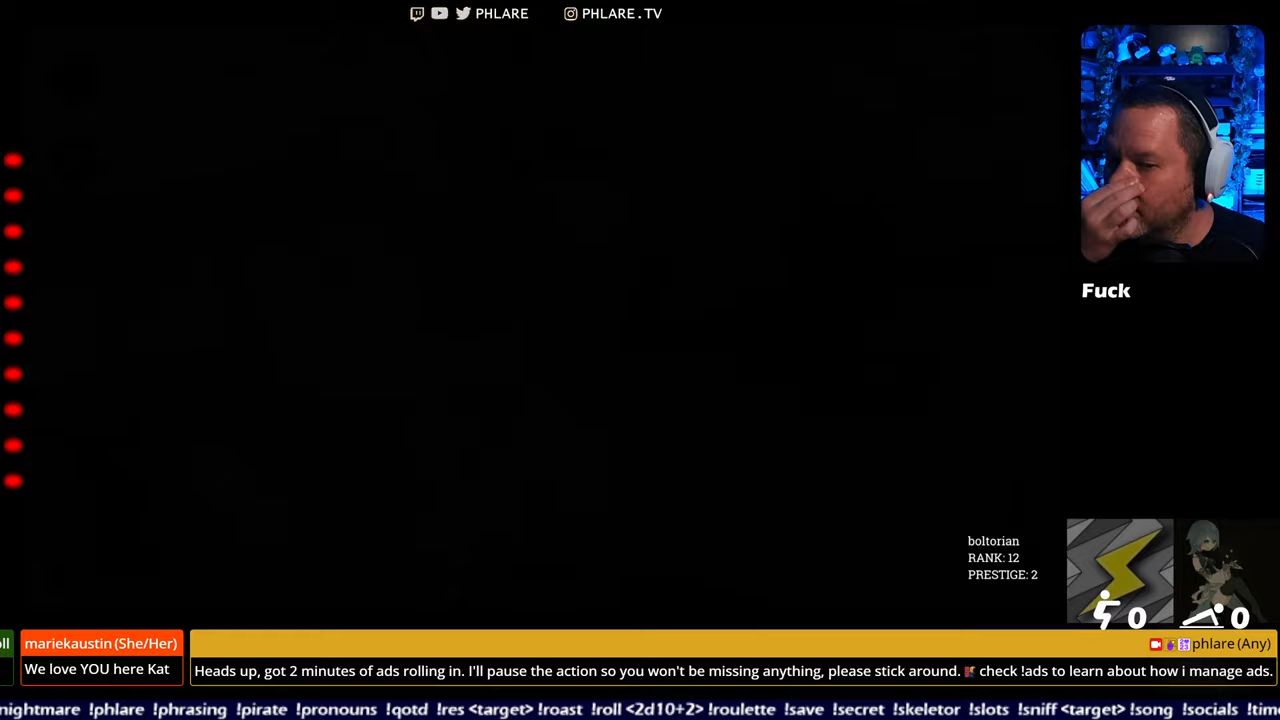 PHLARE PHLARE.TV
Fuck
boltorian
RANK: 12
PRESTIGE: 2
0 0
oll mariekaustin (She/Her) phlare (Any)
We love YOU here Kat Heads up, got 2 minutes of ads rolling in. I'll pause the action so you won't be missing anything, please stick around. check !ads to learn about how i manage ads.
nightmare !phlare !phrasing !pirate !pronouns !qotd !res <target> !roast !roll <2d10+2> !roulette !save !secret !skeletor !slots !sniff <target> !song !socials !time